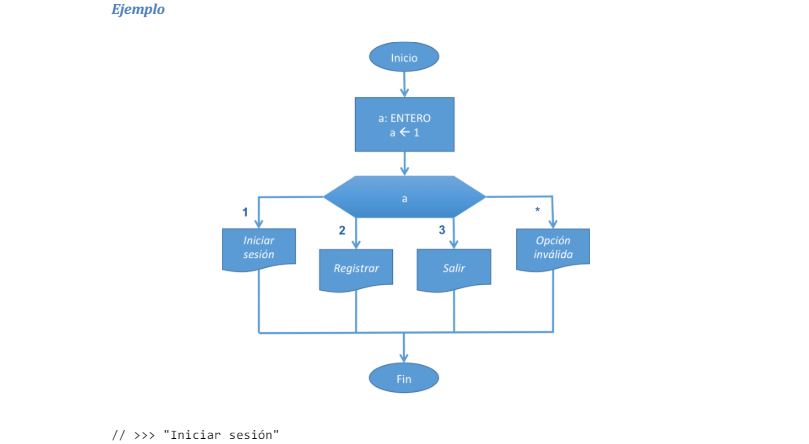 Ejemplo
Inicio
a: ENTERO
a ← 1
a
1
2
3
*
Iniciar
sesión
Registrar
Salir
Opción
inválida
Fin
// >>> "Iniciar sesión"